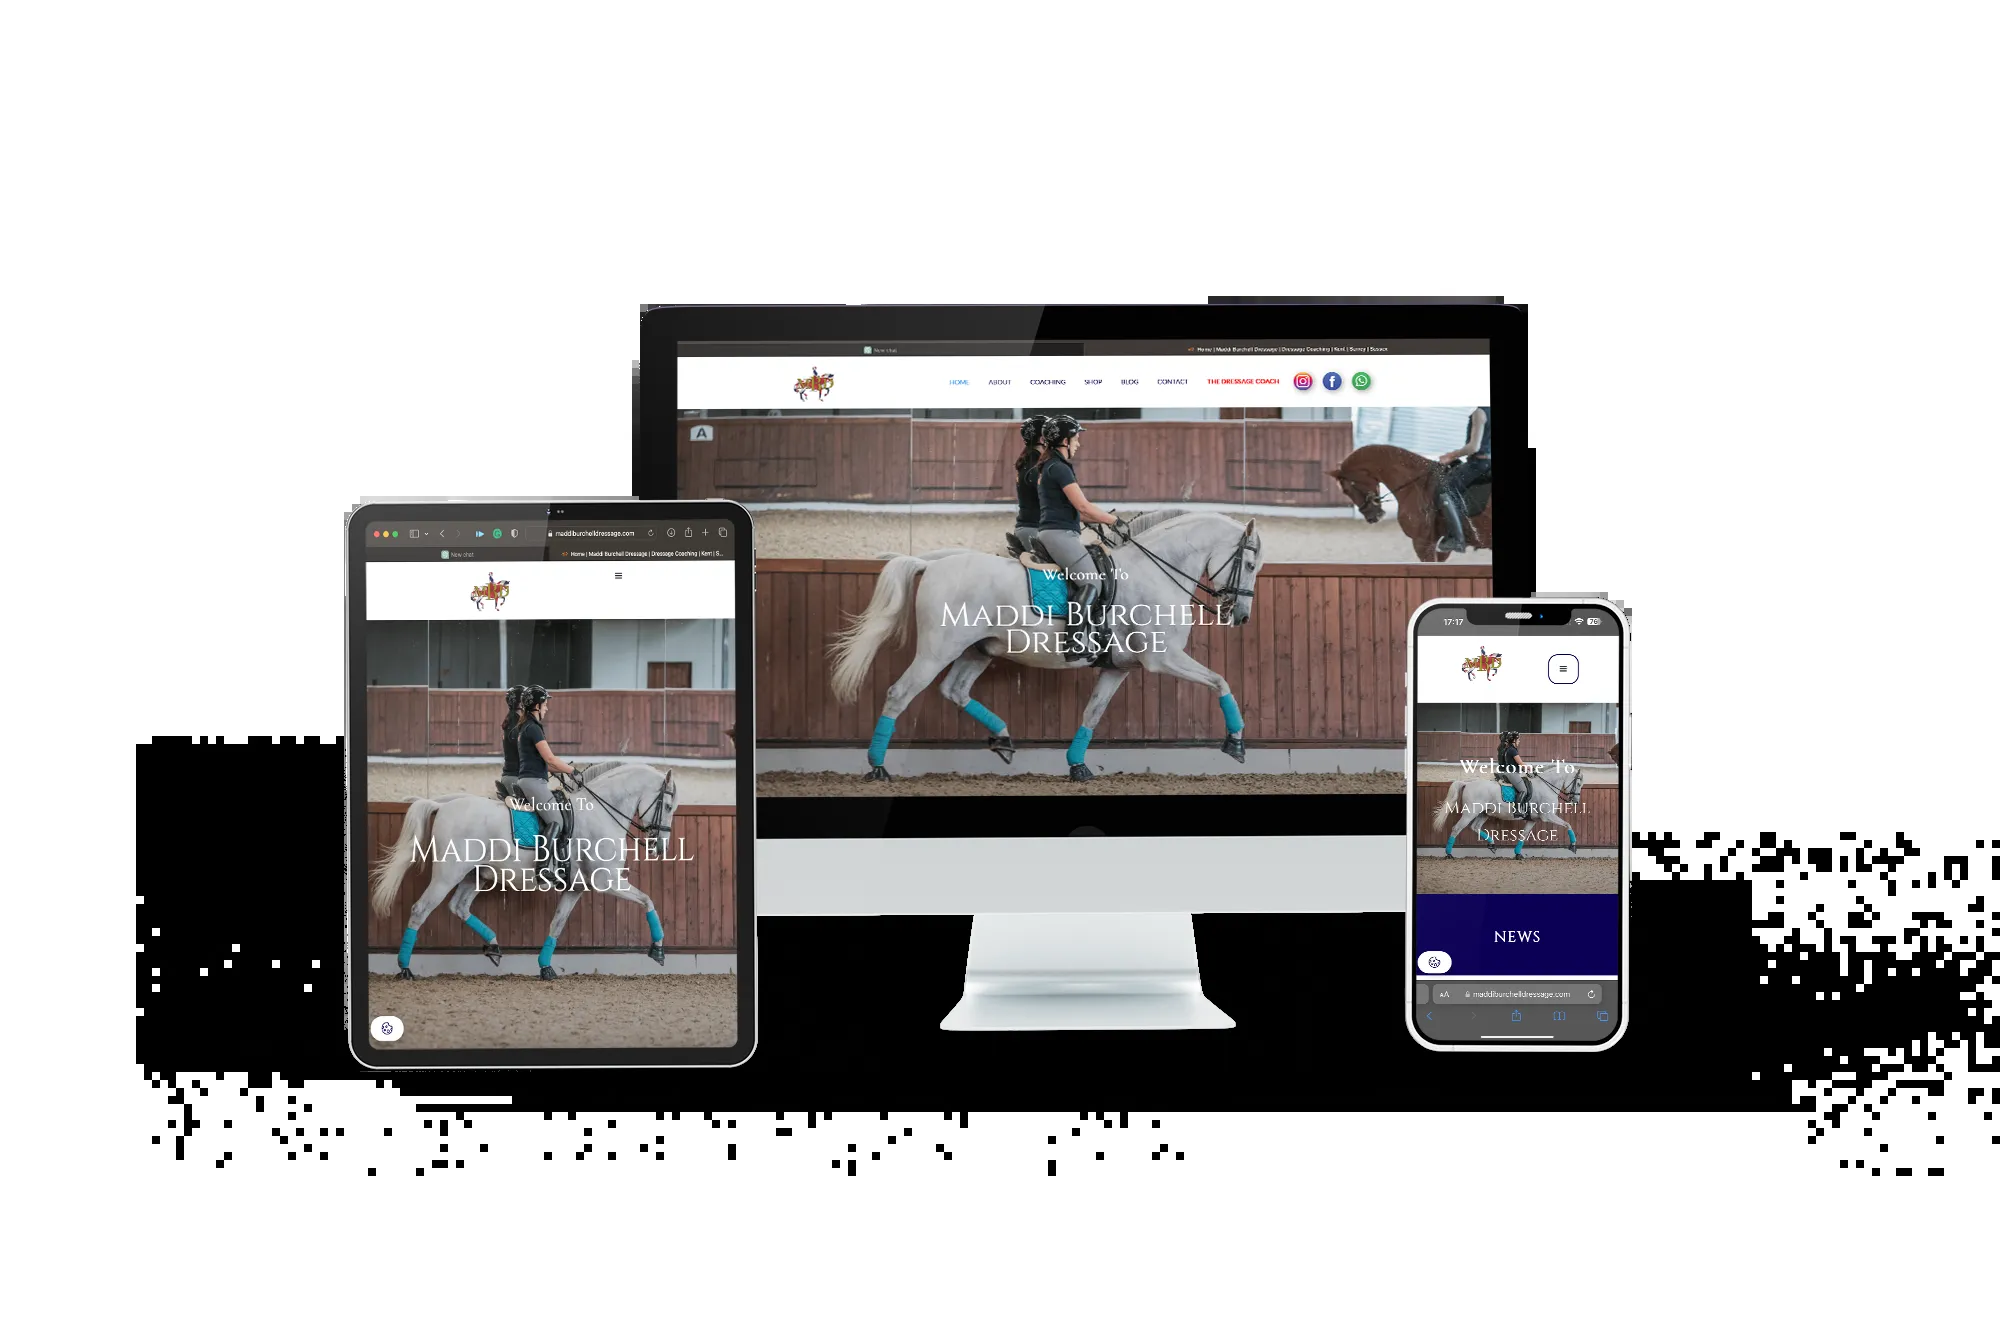 New chat
Home | Maddi Burchell Dressage | Dressage Coaching | Kent | Surrey | Sussex
HOME ABOUT COACHING SHOP BLOG CONTACT THE DRESSAGE COACH
A
Welcome To
MADDI BURCHELL
DRESSAGE
maddiburchelldressage.com
New chat
Home | Maddi Burchell Dressage | Dressage Coaching | Kent | S...
Welcome To
MADDI BURCHELL
DRESSAGE
17:17
76
Welcome To
MADDI BURCHELL
DRESSAGE
NEWS
AA maddiburchelldressage.com